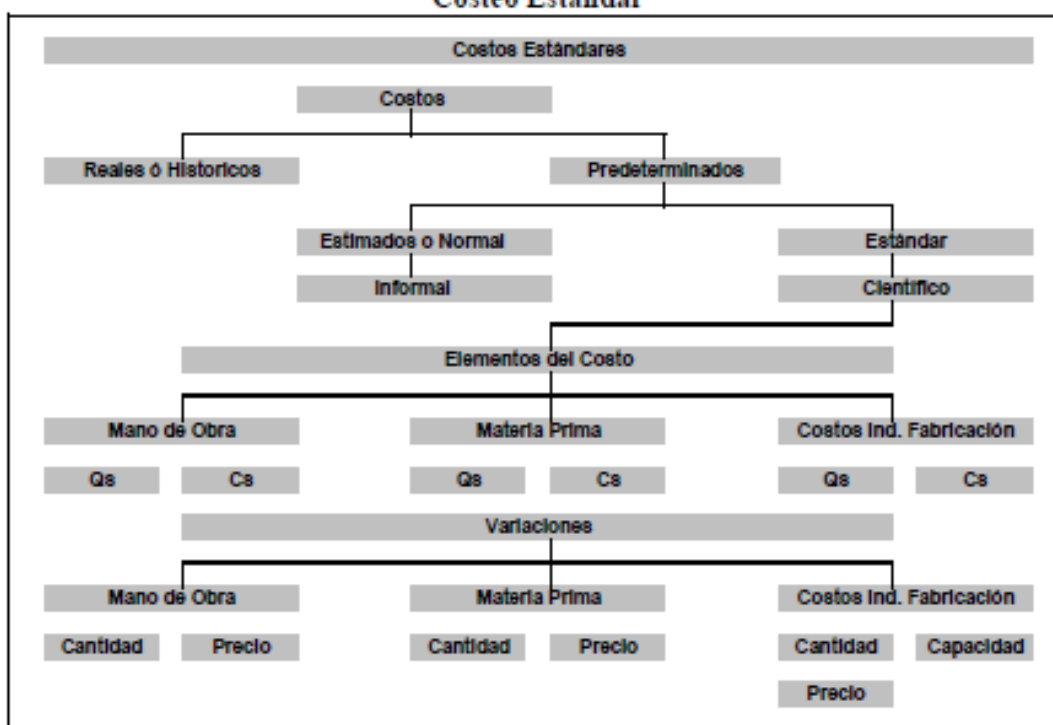 Costeo Estándar
Costos Estándares
Costos
Reales ó Historicos Predeterminados
Estimados o Normal Estándar
Informal Científico
Elementos del Costo
Mano de Obra Materia Prima Costos Ind. Fabricación
Qs Cs Qs Cs Qs Cs
Variaciones
Mano de Obra Materia Prima Costos Ind. Fabricación
Cantidad Precio Cantidad Precio Cantidad Capacidad
Precio